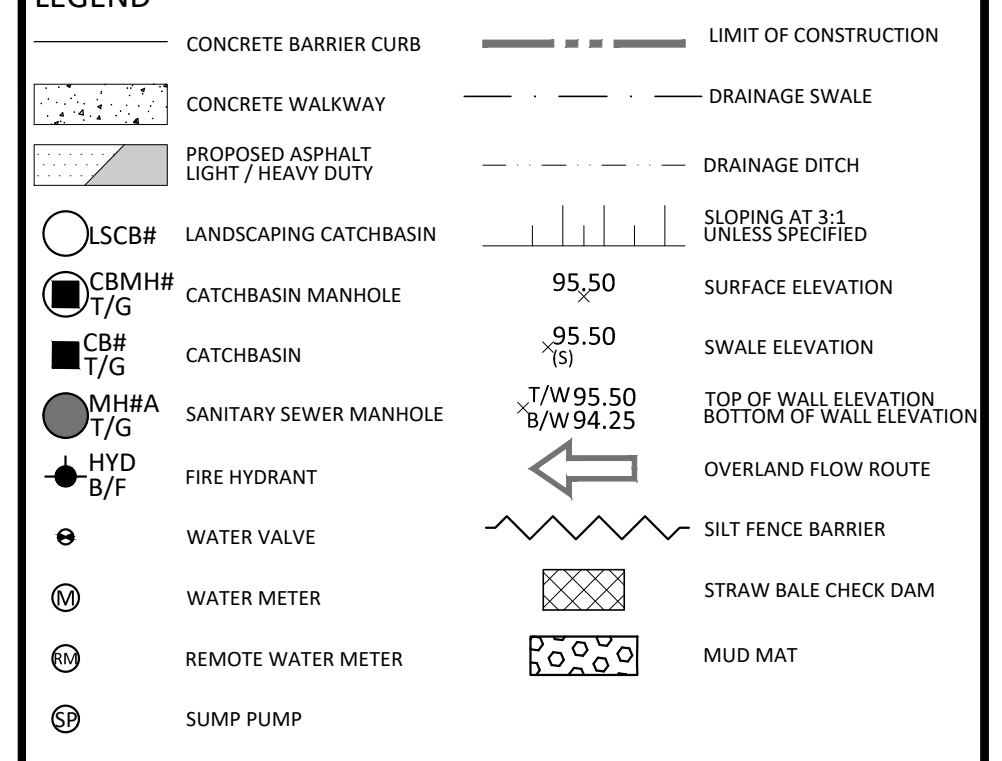 LEGEND
CONCRETE BARRIER CURB
CONCRETE WALKWAY
PROPOSED ASPHALT
LIGHT / HEAVY DUTY
LSCB#
LANDSCAPING CATCHBASIN
CBMH#
T/G
CATCHBASIN MANHOLE
CB#
T/G
CATCHBASIN
MH#A
T/G
SANITARY SEWER MANHOLE
HYD
B/F
FIRE HYDRANT
WATER VALVE
M
WATER METER
RM
REMOTE WATER METER
SP
SUMP PUMP
LIMIT OF CONSTRUCTION
DRAINAGE SWALE
DRAINAGE DITCH
SLOPING AT 3:1
UNLESS SPECIFIED
95.50
SURFACE ELEVATION
95.50
(S)
SWALE ELEVATION
T/W 95.50
B/W 94.25
TOP OF WALL ELEVATION
BOTTOM OF WALL ELEVATION
OVERLAND FLOW ROUTE
SILT FENCE BARRIER
STRAW BALE CHECK DAM
MUD MAT